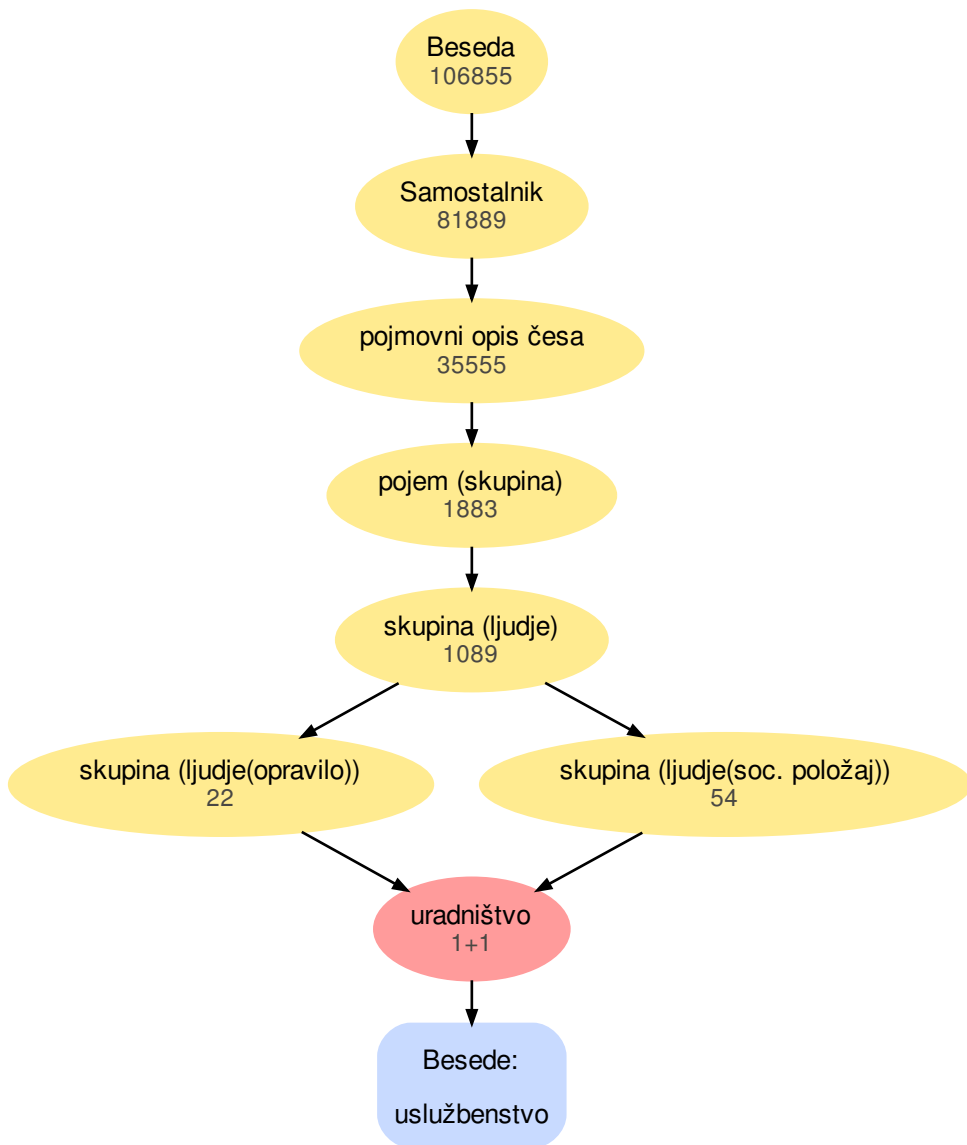 Beseda
106855
Samostalnik
81889
pojmovni opis česa
35555
pojem (skupina)
1883
skupina (ljudje)
1089
skupina (ljudje(opravilo))
22
skupina (ljudje(soc. položaj))
54
uradništvo
1+1
Besede:
uslužbenstvo